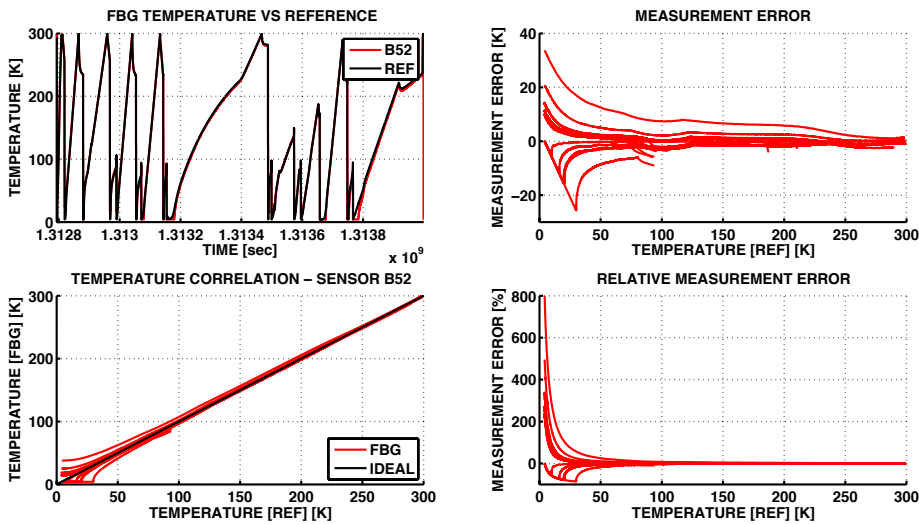 FBG TEMPERATURE VS REFERENCE
TEMPERATURE [K]
300
200
100
0
B52
REF
1.3128
1.313
1.3132
1.3134
1.3136
1.3138
TIME [sec]
x 10^9
MEASUREMENT ERROR
MEASUREMENT ERROR [K]
40
20
0
−20
0
50
100
150
200
250
300
TEMPERATURE [REF] [K]
TEMPERATURE CORRELATION − SENSOR B52
TEMPERATURE [FBG] [K]
300
200
100
0
FBG
IDEAL
0
50
100
150
200
250
300
TEMPERATURE [REF] [K]
RELATIVE MEASUREMENT ERROR
MEASUREMENT ERROR [%]
800
600
400
200
0
0
50
100
150
200
250
300
TEMPERATURE [REF] [K]